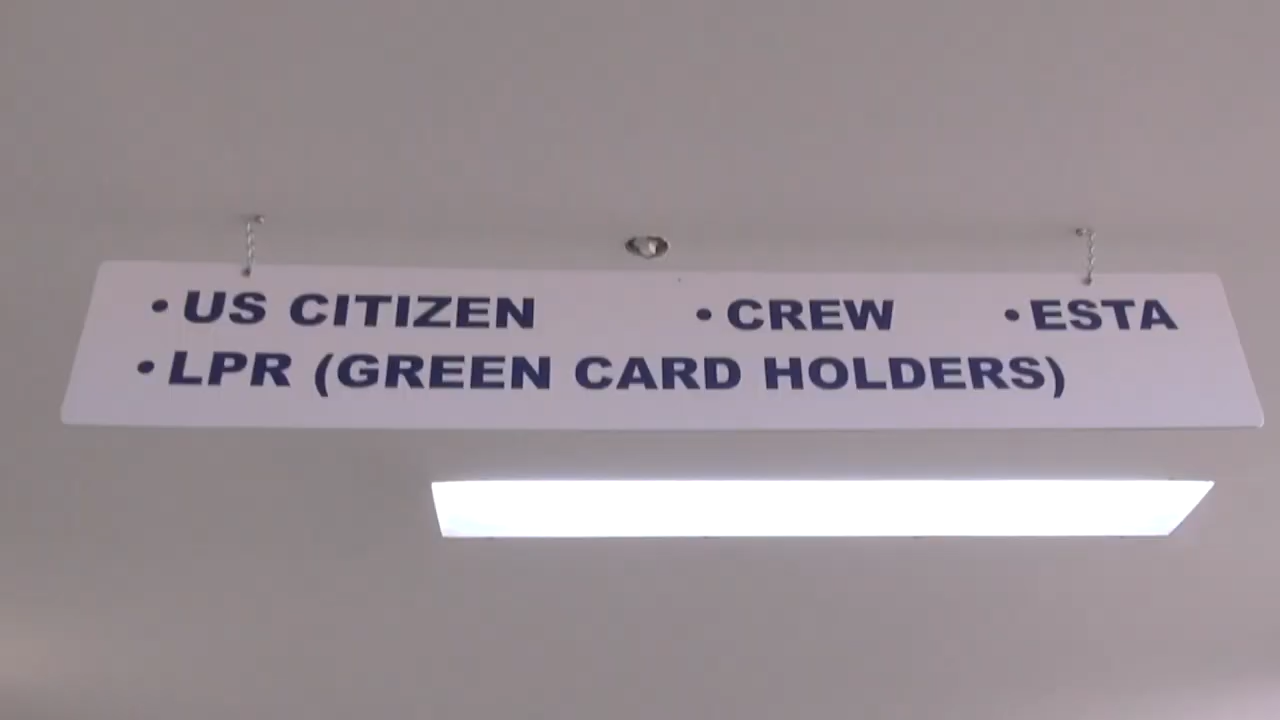 • US CITIZEN • CREW • ESTA
• LPR (GREEN CARD HOLDERS)